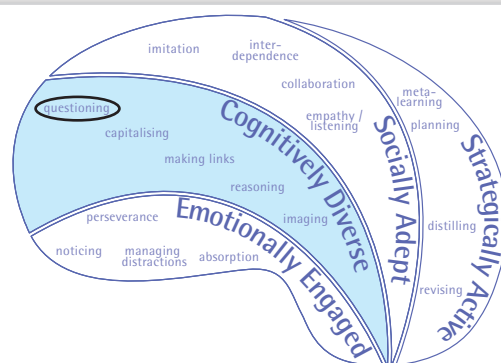 imitation
inter-
dependence
collaboration
empathy /
listening
Socially Adept
meta-
learning
planning
distilling
revising
Strategically Active
questioning
capitalising
making links
reasoning
imaging
Cognitively Diverse
perseverance
noticing
managing
distractions
absorption
Emotionally Engaged